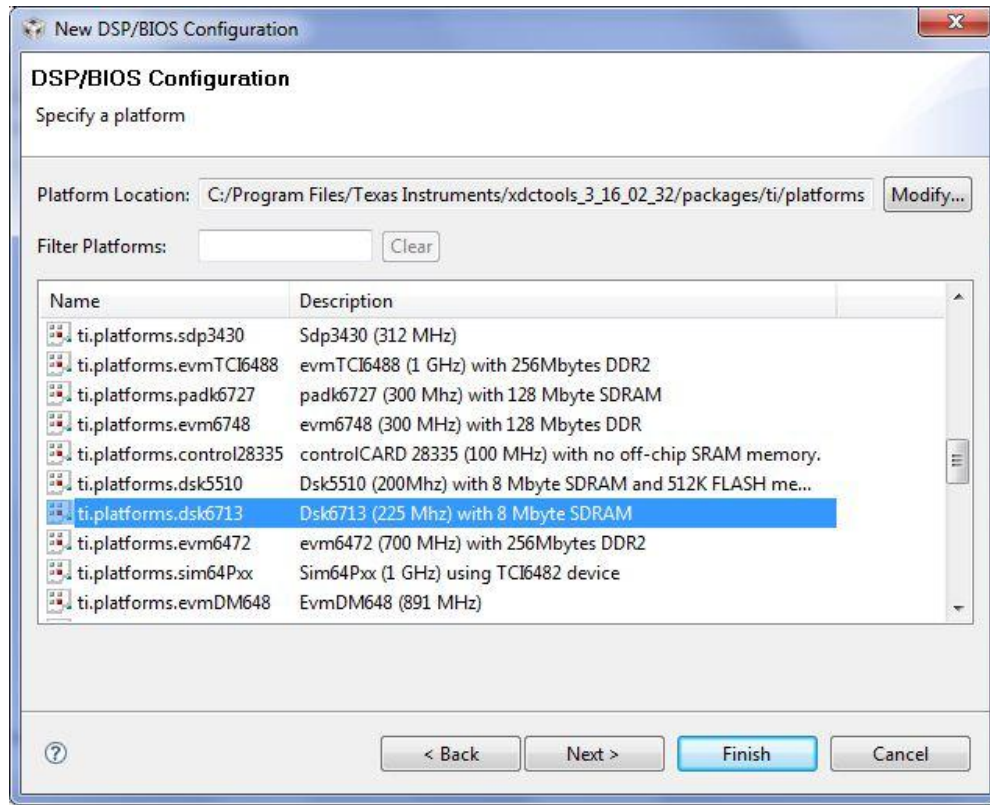 New DSP/BIOS Configuration
DSP/BIOS Configuration
Specify a platform
Platform Location: C:/Program Files/Texas Instruments/xdctools_3_16_02_32/packages/ti/platforms Modify...
Filter Platforms: Clear
Name Description
ti.platforms.sdp3430 Sdp3430 (312 MHz)
ti.platforms.evmTCI6488 evmTCI6488 (1 GHz) with 256Mbytes DDR2
ti.platforms.padk6727 padk6727 (300 Mhz) with 128 Mbyte SDRAM
ti.platforms.evm6748 evm6748 (300 MHz) with 128 Mbytes DDR
ti.platforms.control28335 controlCARD 28335 (100 MHz) with no off-chip SRAM memory.
ti.platforms.dsk5510 Dsk5510 (200Mhz) with 8 Mbyte SDRAM and 512K FLASH me...
ti.platforms.dsk6713 Dsk6713 (225 Mhz) with 8 Mbyte SDRAM
ti.platforms.evm6472 evm6472 (700 MHz) with 256Mbytes DDR2
ti.platforms.sim64Pxx Sim64Pxx (1 GHz) using TCI6482 device
ti.platforms.evmDM648 EvmDM648 (891 MHz)
? < Back Next > Finish Cancel